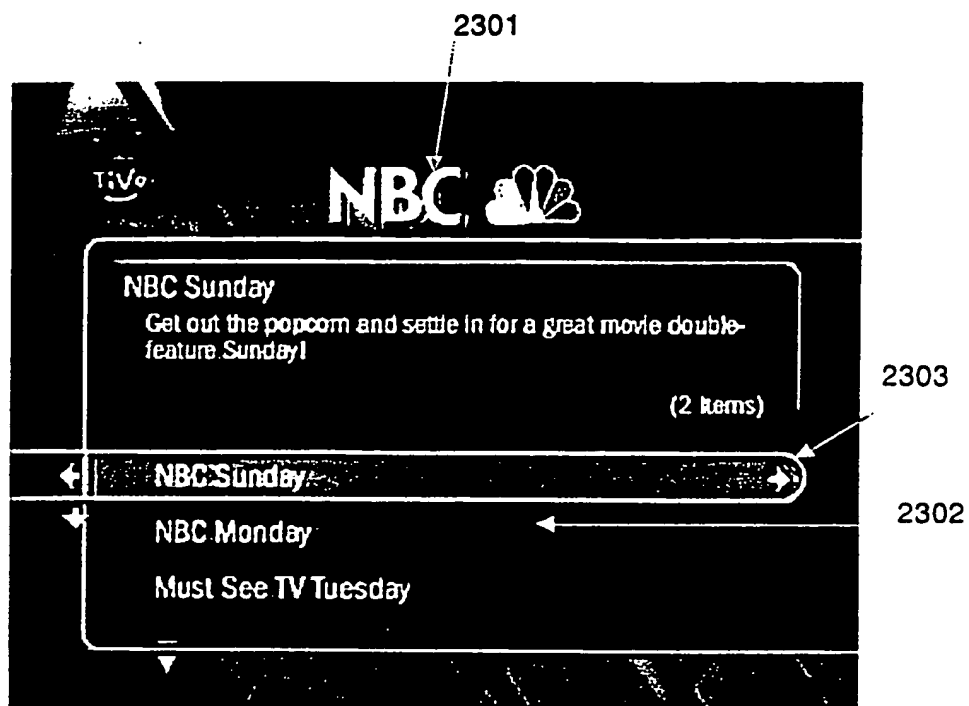 2301
TiVo
NBC
NBC Sunday
Get out the popcorn and settle in for a great movie double-
feature Sunday!
(2 Items)
2303
NBC Sunday
2302
NBC Monday
Must See TV Tuesday